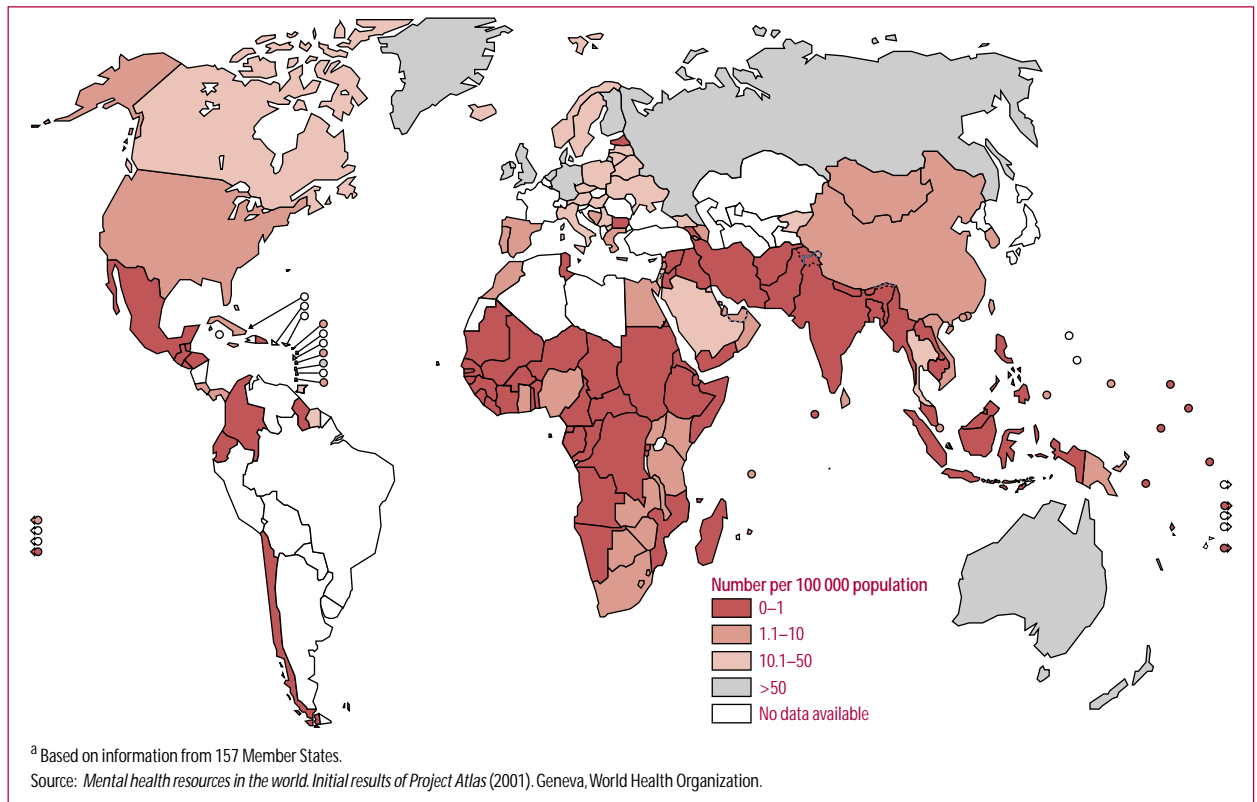 Number per 100 000 population
0–1
1.1–10
10.1–50
>50
No data available
a Based on information from 157 Member States.
Source: Mental health resources in the world. Initial results of Project Atlas (2001). Geneva, World Health Organization.